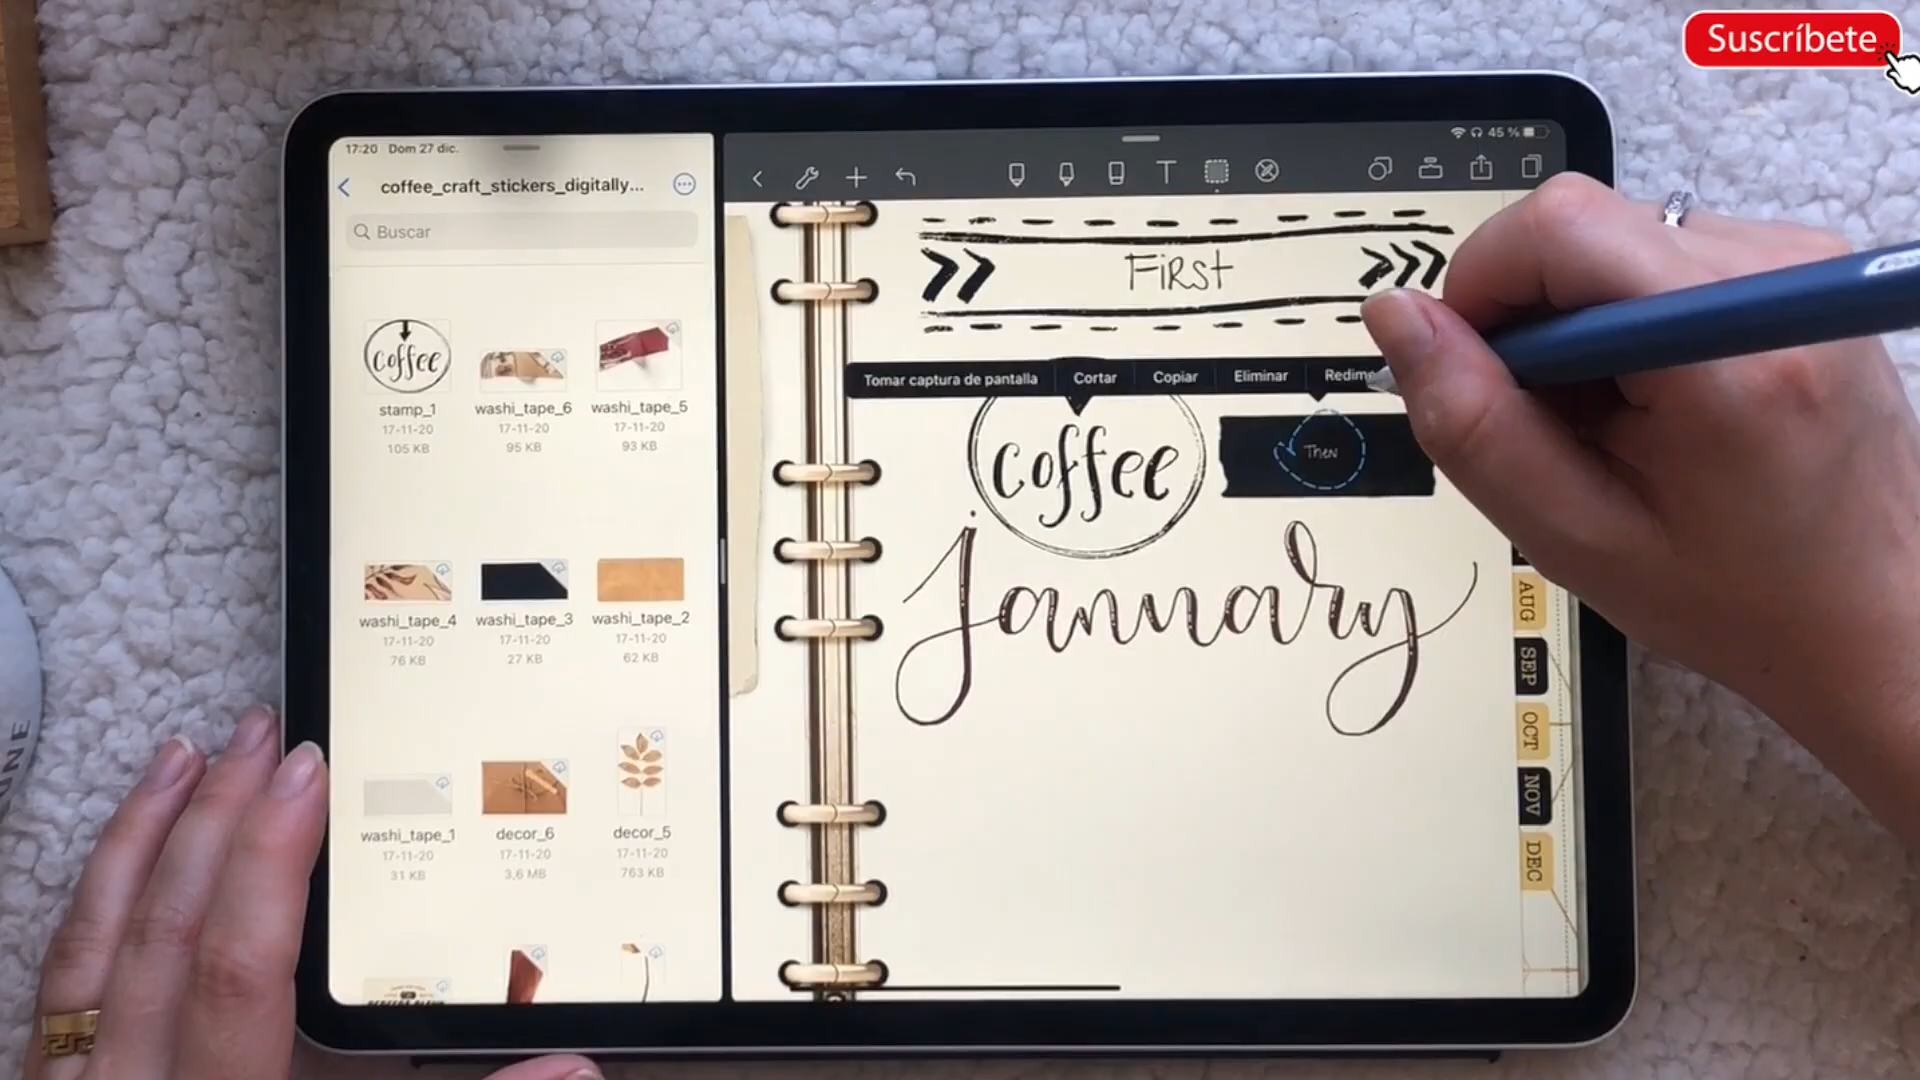 Suscríbete
17:20 Dom 27 dic.
45 %
coffee_craft_stickers_digitally...
Buscar
coffee
stamp_1
17-11-20
105 KB
washi_tape_6
17-11-20
95 KB
washi_tape_5
17-11-20
93 KB
washi_tape_4
17-11-20
76 KB
washi_tape_3
17-11-20
27 KB
washi_tape_2
17-11-20
62 KB
washi_tape_1
17-11-20
31 KB
decor_6
17-11-20
3,6 MB
decor_5
17-11-20
763 KB
First
Tomar captura de pantalla Cortar Copiar Eliminar Redime
coffee
Then
january
AUG
SEP
OCT
NOV
DEC